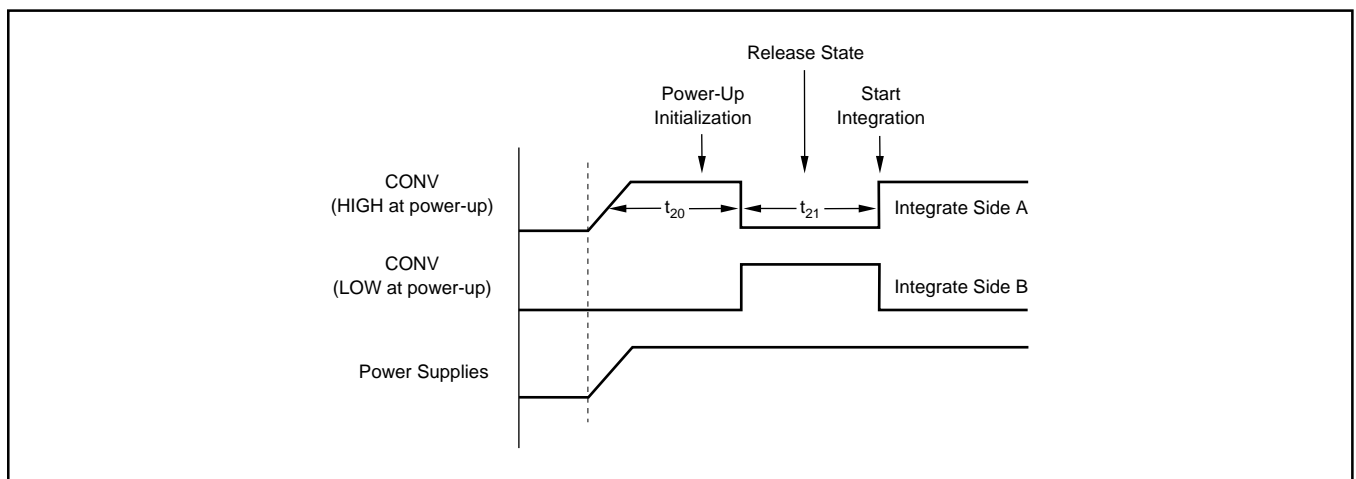 Release State
Power-Up
Initialization
Start
Integration
CONV
(HIGH at power-up)
t20
t21
Integrate Side A
CONV
(LOW at power-up)
Integrate Side B
Power Supplies